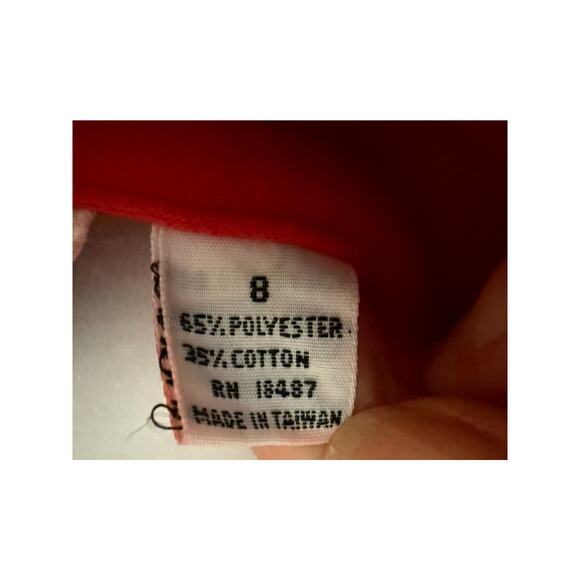 8
65% POLYESTER
35% COTTON
RN 18487
MADE IN TAIWAN